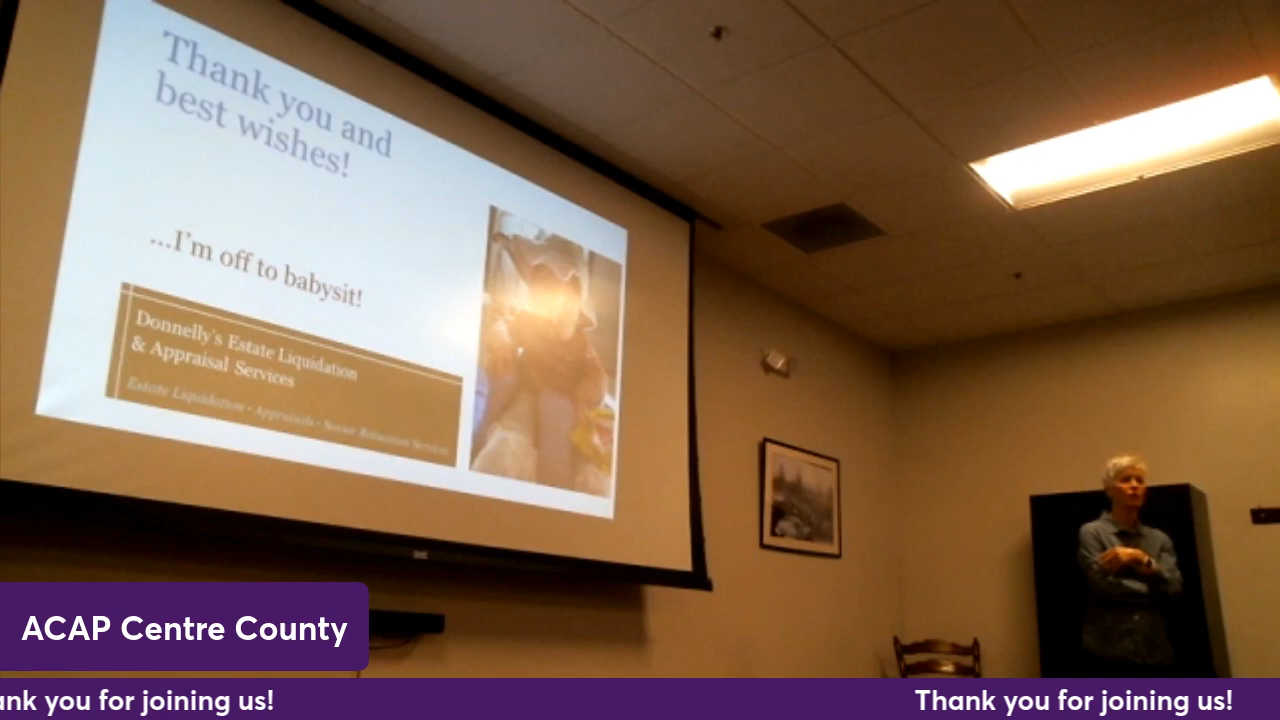 Thank you and
best wishes!
...I'm off to babysit!
Donnelly's Estate Liquidation
& Appraisal Services
Estate Liquidation • Appraisals • Senior Relocation Services
ACAP Centre County
ank you for joining us!
Thank you for joining us!